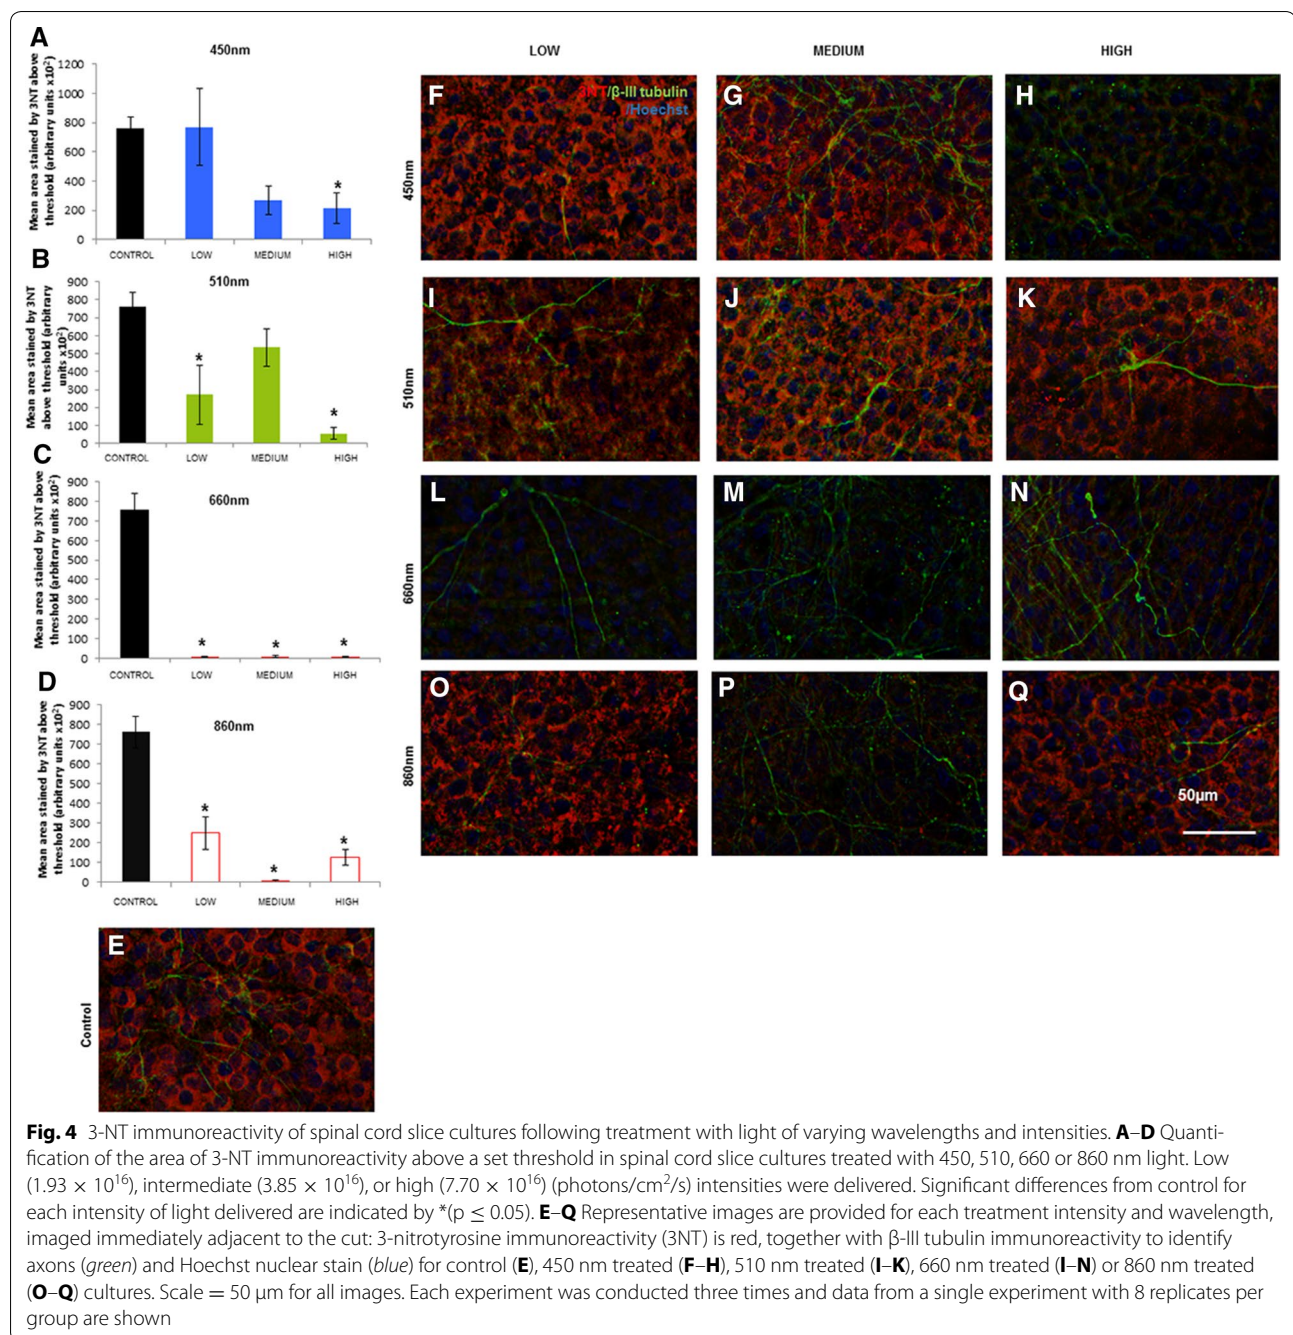 A
450nm
Mean area stained by 3NT above
threshold (arbitrary units x10²)
1200
1000
800
600
400
200
0
*
CONTROL LOW MEDIUM HIGH
B
510nm
Mean area stained by 3NT
above threshold (arbitrary
units x10²)
900
800
700
600
500
400
300
200
100
0
* *
CONTROL LOW MEDIUM HIGH
C
660nm
Mean area stained by 3NT above
threshold (arbitrary units x10²)
900
800
700
600
500
400
300
200
100
0
* * *
CONTROL LOW MEDIUM HIGH
D
860nm
Mean area stained by 3NT above
threshold (arbitrary units x10²)
900
800
700
600
500
400
300
200
100
0
* * *
CONTROL LOW MEDIUM HIGH
E
Control
LOW MEDIUM HIGH
450nm
F G H
3NT/β-III tubulin
/Hoechst
510nm
I J K
660nm
L M N
860nm
O P Q
50µm
Fig. 4 3-NT immunoreactivity of spinal cord slice cultures following treatment with light of varying wavelengths and intensities. A–D Quanti-
fication of the area of 3-NT immunoreactivity above a set threshold in spinal cord slice cultures treated with 450, 510, 660 or 860 nm light. Low
(1.93 × 10¹⁶), intermediate (3.85 × 10¹⁶), or high (7.70 × 10¹⁶) (photons/cm²/s) intensities were delivered. Significant differences from control for
each intensity of light delivered are indicated by *(p ≤ 0.05). E–Q Representative images are provided for each treatment intensity and wavelength,
imaged immediately adjacent to the cut: 3-nitrotyrosine immunoreactivity (3NT) is red, together with β-III tubulin immunoreactivity to identify
axons (green) and Hoechst nuclear stain (blue) for control (E), 450 nm treated (F–H), 510 nm treated (I–K), 660 nm treated (l–N) or 860 nm treated
(O–Q) cultures. Scale = 50 µm for all images. Each experiment was conducted three times and data from a single experiment with 8 replicates per
group are shown